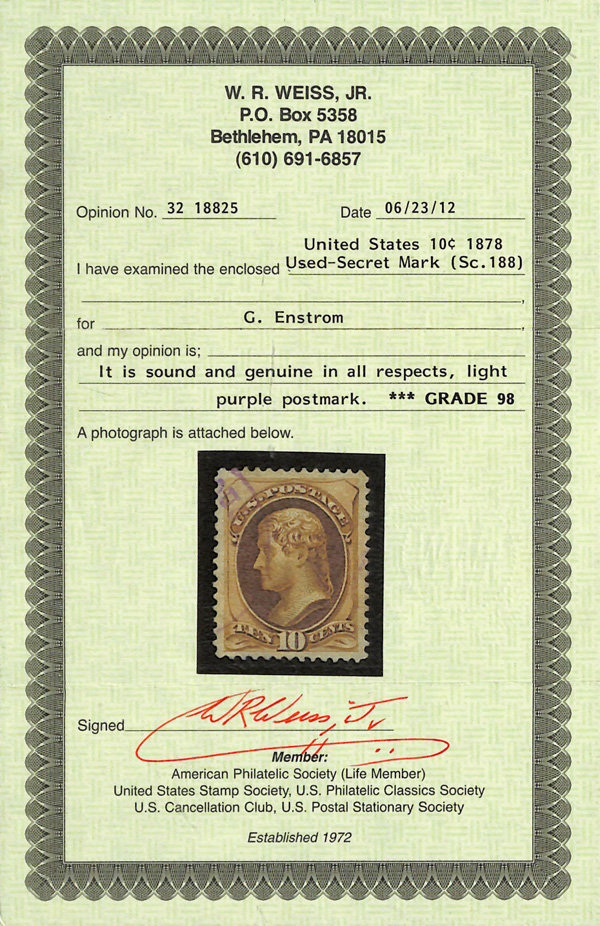 W. R. WEISS, JR.
P.O. Box 5358
Bethlehem, PA 18015
(610) 691-6857
Opinion No. 32 18825 Date 06/23/12
United States 10¢ 1878
I have examined the enclosed Used-Secret Mark (Sc.188)
,
for G. Enstrom ,
and my opinion is;
It is sound and genuine in all respects, light
purple postmark. *** GRADE 98
A photograph is attached below.
U.S. POSTAGE
TEN 10 CENTS
Signed WRWeiss, Jr
Member:
American Philatelic Society (Life Member)
United States Stamp Society, U.S. Philatelic Classics Society
U.S. Cancellation Club, U.S. Postal Stationary Society
Established 1972